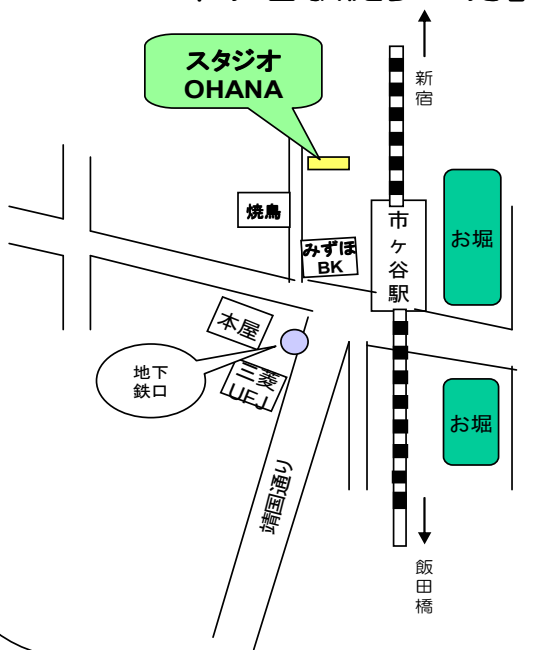 スタジオ
OHANA
新宿
焼鳥
みずほ
BK
市ヶ谷駅
お堀
本屋
地下
鉄口
三菱
UFJ
お堀
靖国通り
飯田橋